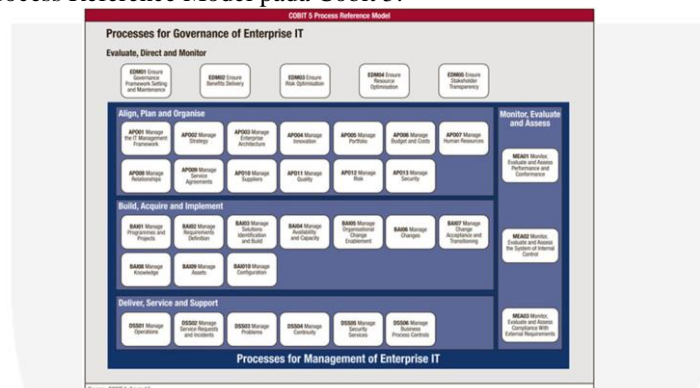 Process Reference Model pada Cobit 5.
COBIT 5 Process Reference Model
Processes for Governance of Enterprise IT
Evaluate, Direct and Monitor
EDM01 Ensure
Governance
Framework Setting
and Maintenance
EDM02 Ensure
Benefits Delivery
EDM03 Ensure
Risk Optimisation
EDM04 Ensure
Resource
Optimisation
EDM05 Ensure
Stakeholder
Transparency
Align, Plan and Organise
APO01 Manage
the IT Management
Framework
APO02 Manage
Strategy
APO03 Manage
Enterprise
Architecture
APO04 Manage
Innovation
APO05 Manage
Portfolio
APO06 Manage
Budget and Costs
APO07 Manage
Human Resources
APO08 Manage
Relationships
APO09 Manage
Service
Agreements
APO10 Manage
Suppliers
APO11 Manage
Quality
APO12 Manage
Risk
APO13 Manage
Security
Build, Acquire and Implement
BAI01 Manage
Programmes and
Projects
BAI02 Manage
Requirements
Definition
BAI03 Manage
Solutions
Identification
and Build
BAI04 Manage
Availability
and Capacity
BAI05 Manage
Organisational
Change
Enablement
BAI06 Manage
Changes
BAI07 Manage
Change
Acceptance and
Transitioning
BAI08 Manage
Knowledge
BAI09 Manage
Assets
BAI010 Manage
Configuration
Deliver, Service and Support
DSS01 Manage
Operations
DSS02 Manage
Service Requests
and Incidents
DSS03 Manage
Problems
DSS04 Manage
Continuity
DSS05 Manage
Security
Services
DSS06 Manage
Business
Process Controls
Monitor, Evaluate
and Assess
MEA01 Monitor,
Evaluate and Assess
Performance and
Conformance
MEA02 Monitor,
Evaluate and Assess
the System of Internal
Control
MEA03 Monitor,
Evaluate and Assess
Compliance With
External Requirements
Processes for Management of Enterprise IT